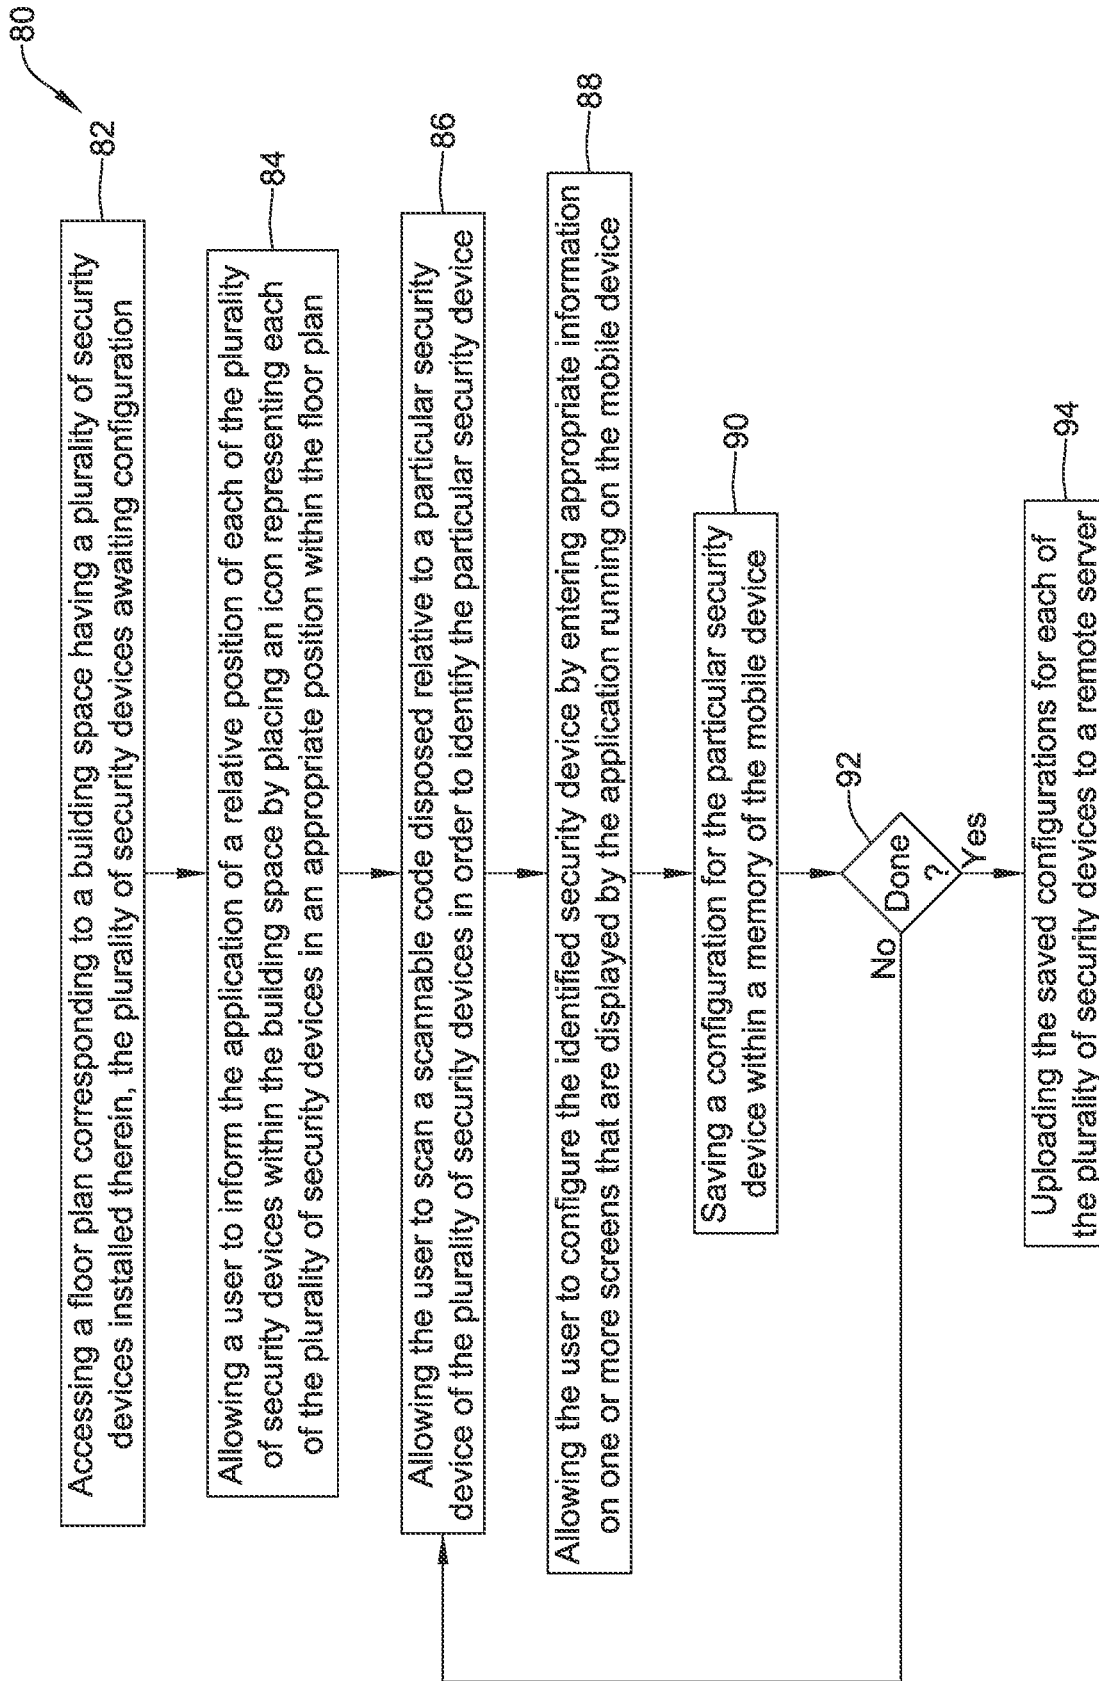 80
82
Accessing a floor plan corresponding to a building space having a plurality of security
devices installed therein, the plurality of security devices awaiting configuration
84
Allowing a user to inform the application of a relative position of each of the plurality
of security devices within the building space by placing an icon representing each
of the plurality of security devices in an appropriate position within the floor plan
86
Allowing the user to scan a scannable code disposed relative to a particular security
device of the plurality of security devices in order to identify the particular security device
88
Allowing the user to configure the identified security device by entering appropriate information
on one or more screens that are displayed by the application running on the mobile device
90
Saving a configuration for the particular security
device within a memory of the mobile device
92
Done
?
No
Yes
94
Uploading the saved configurations for each of
the plurality of security devices to a remote server